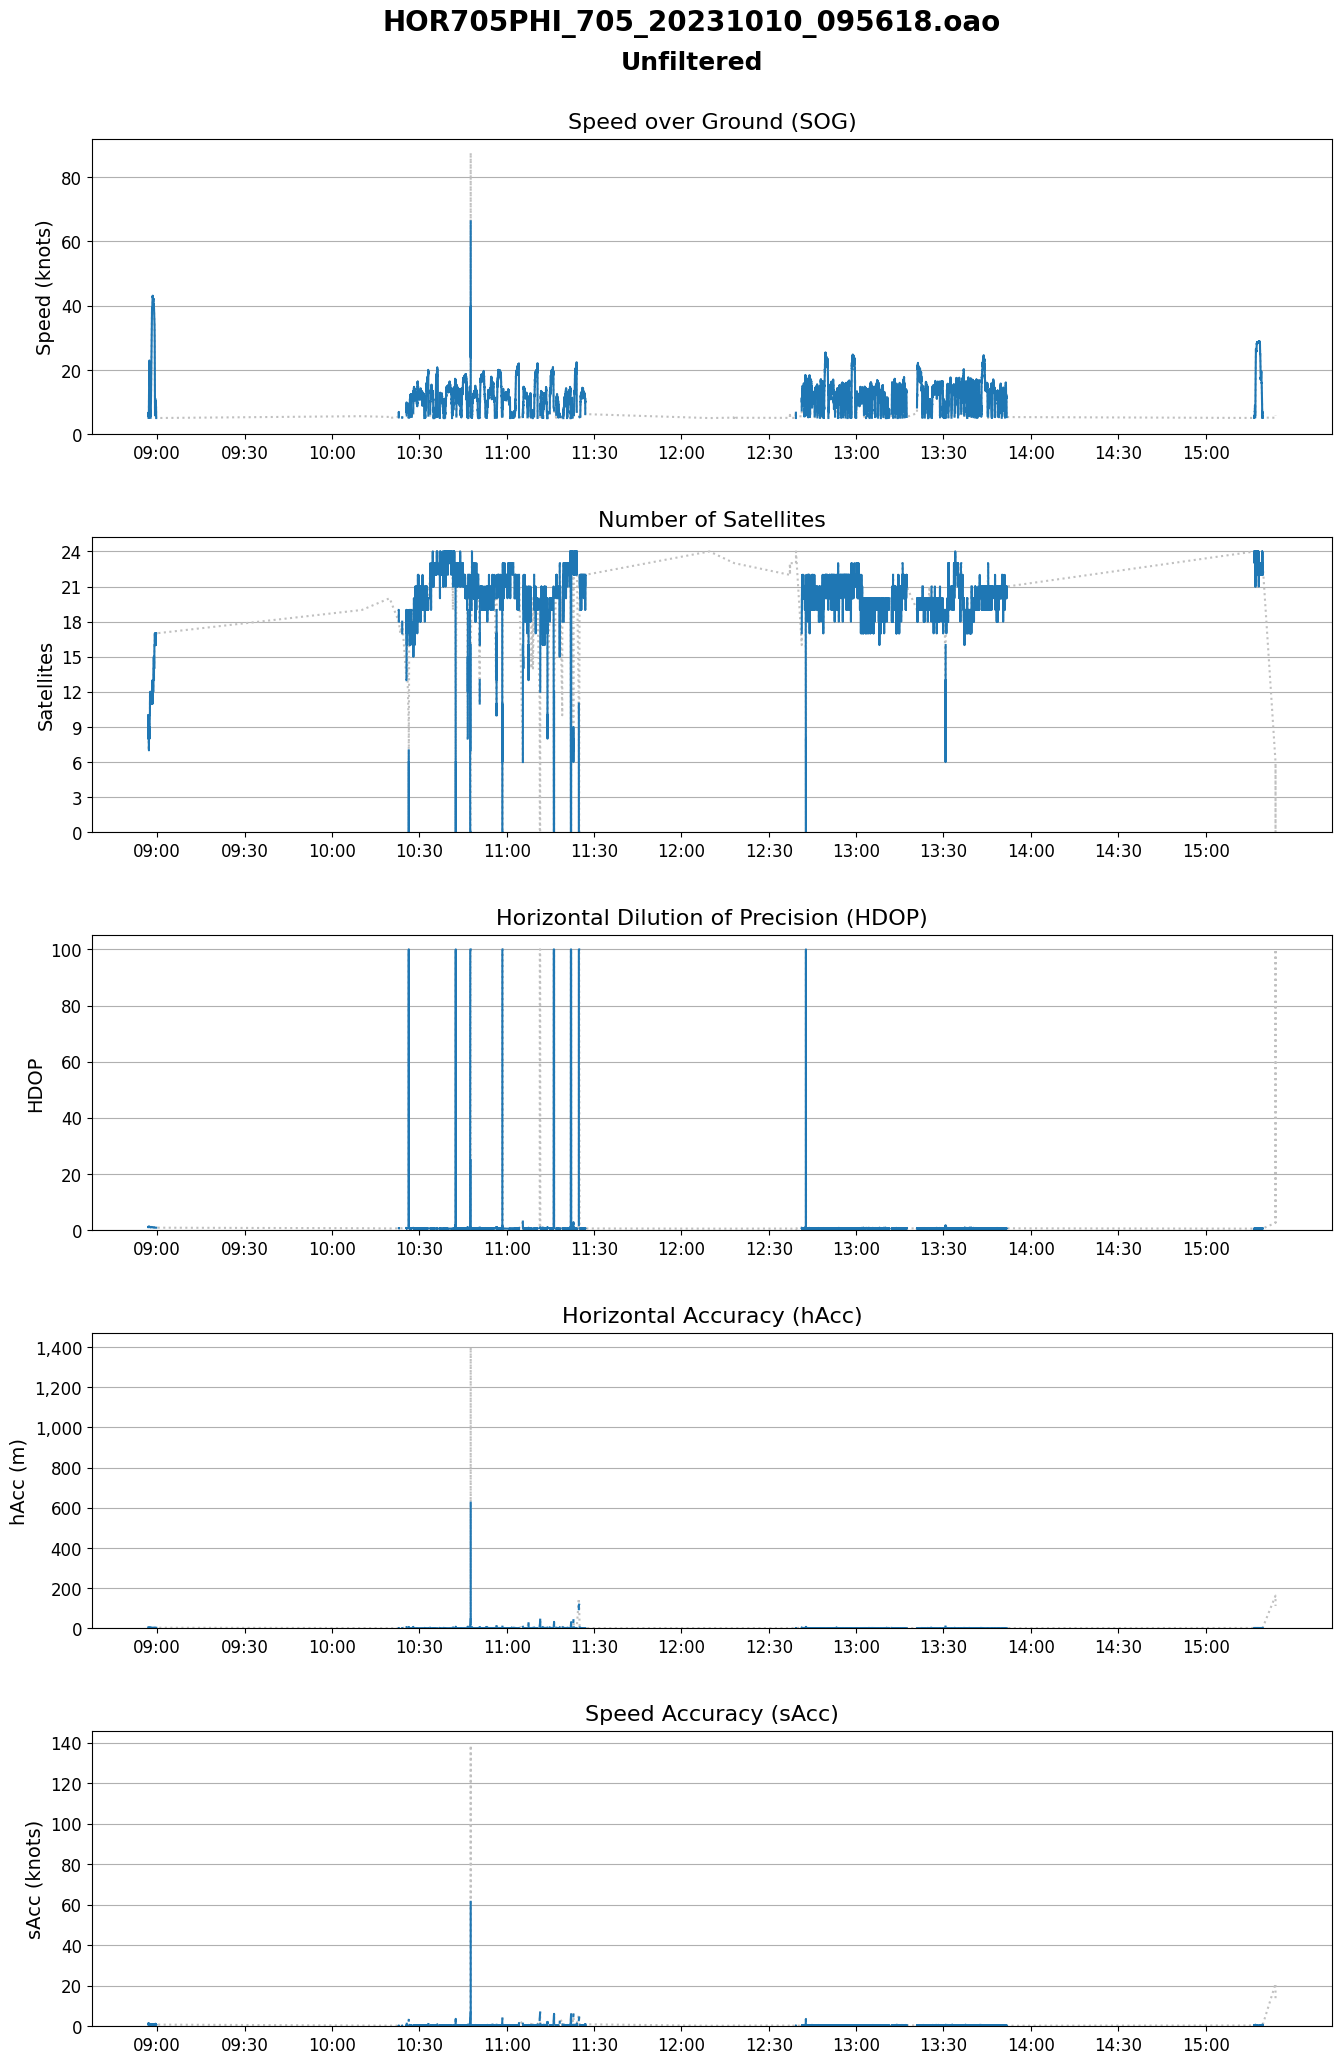 HOR705PHI_705_20231010_095618.oao
Unfiltered
Speed over Ground (SOG)
Speed (knots)
80
60
40
20
0
09:00 09:30 10:00 10:30 11:00 11:30 12:00 12:30 13:00 13:30 14:00 14:30 15:00
Number of Satellites
Satellites
24
21
18
15
12
9
6
3
0
09:00 09:30 10:00 10:30 11:00 11:30 12:00 12:30 13:00 13:30 14:00 14:30 15:00
Horizontal Dilution of Precision (HDOP)
HDOP
100
80
60
40
20
0
09:00 09:30 10:00 10:30 11:00 11:30 12:00 12:30 13:00 13:30 14:00 14:30 15:00
Horizontal Accuracy (hAcc)
hAcc (m)
1,400
1,200
1,000
800
600
400
200
0
09:00 09:30 10:00 10:30 11:00 11:30 12:00 12:30 13:00 13:30 14:00 14:30 15:00
Speed Accuracy (sAcc)
sAcc (knots)
140
120
100
80
60
40
20
0
09:00 09:30 10:00 10:30 11:00 11:30 12:00 12:30 13:00 13:30 14:00 14:30 15:00